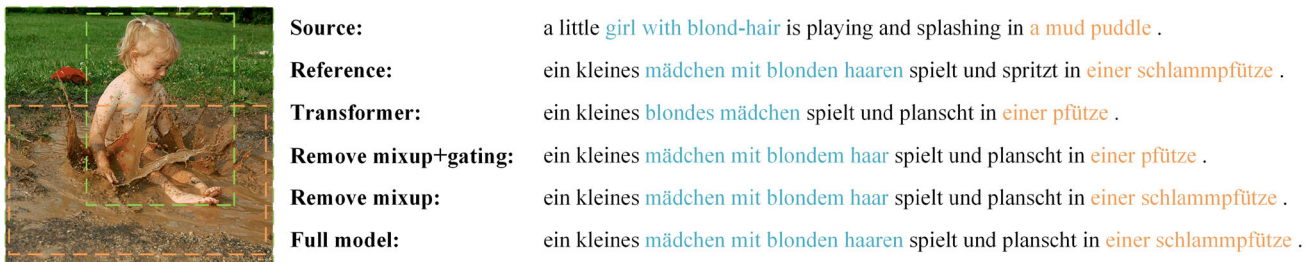 Source: a little girl with blond-hair is playing and splashing in a mud puddle .
Reference: ein kleines mädchen mit blonden haaren spielt und spritzt in einer schlammpfütze .
Transformer: ein kleines blondes mädchen spielt und planscht in einer pfütze .
Remove mixup+gating: ein kleines mädchen mit blondem haar spielt und planscht in einer pfütze .
Remove mixup: ein kleines mädchen mit blondem haar spielt und planscht in einer schlammpfütze .
Full model: ein kleines mädchen mit blonden haaren spielt und planscht in einer schlammpfütze .